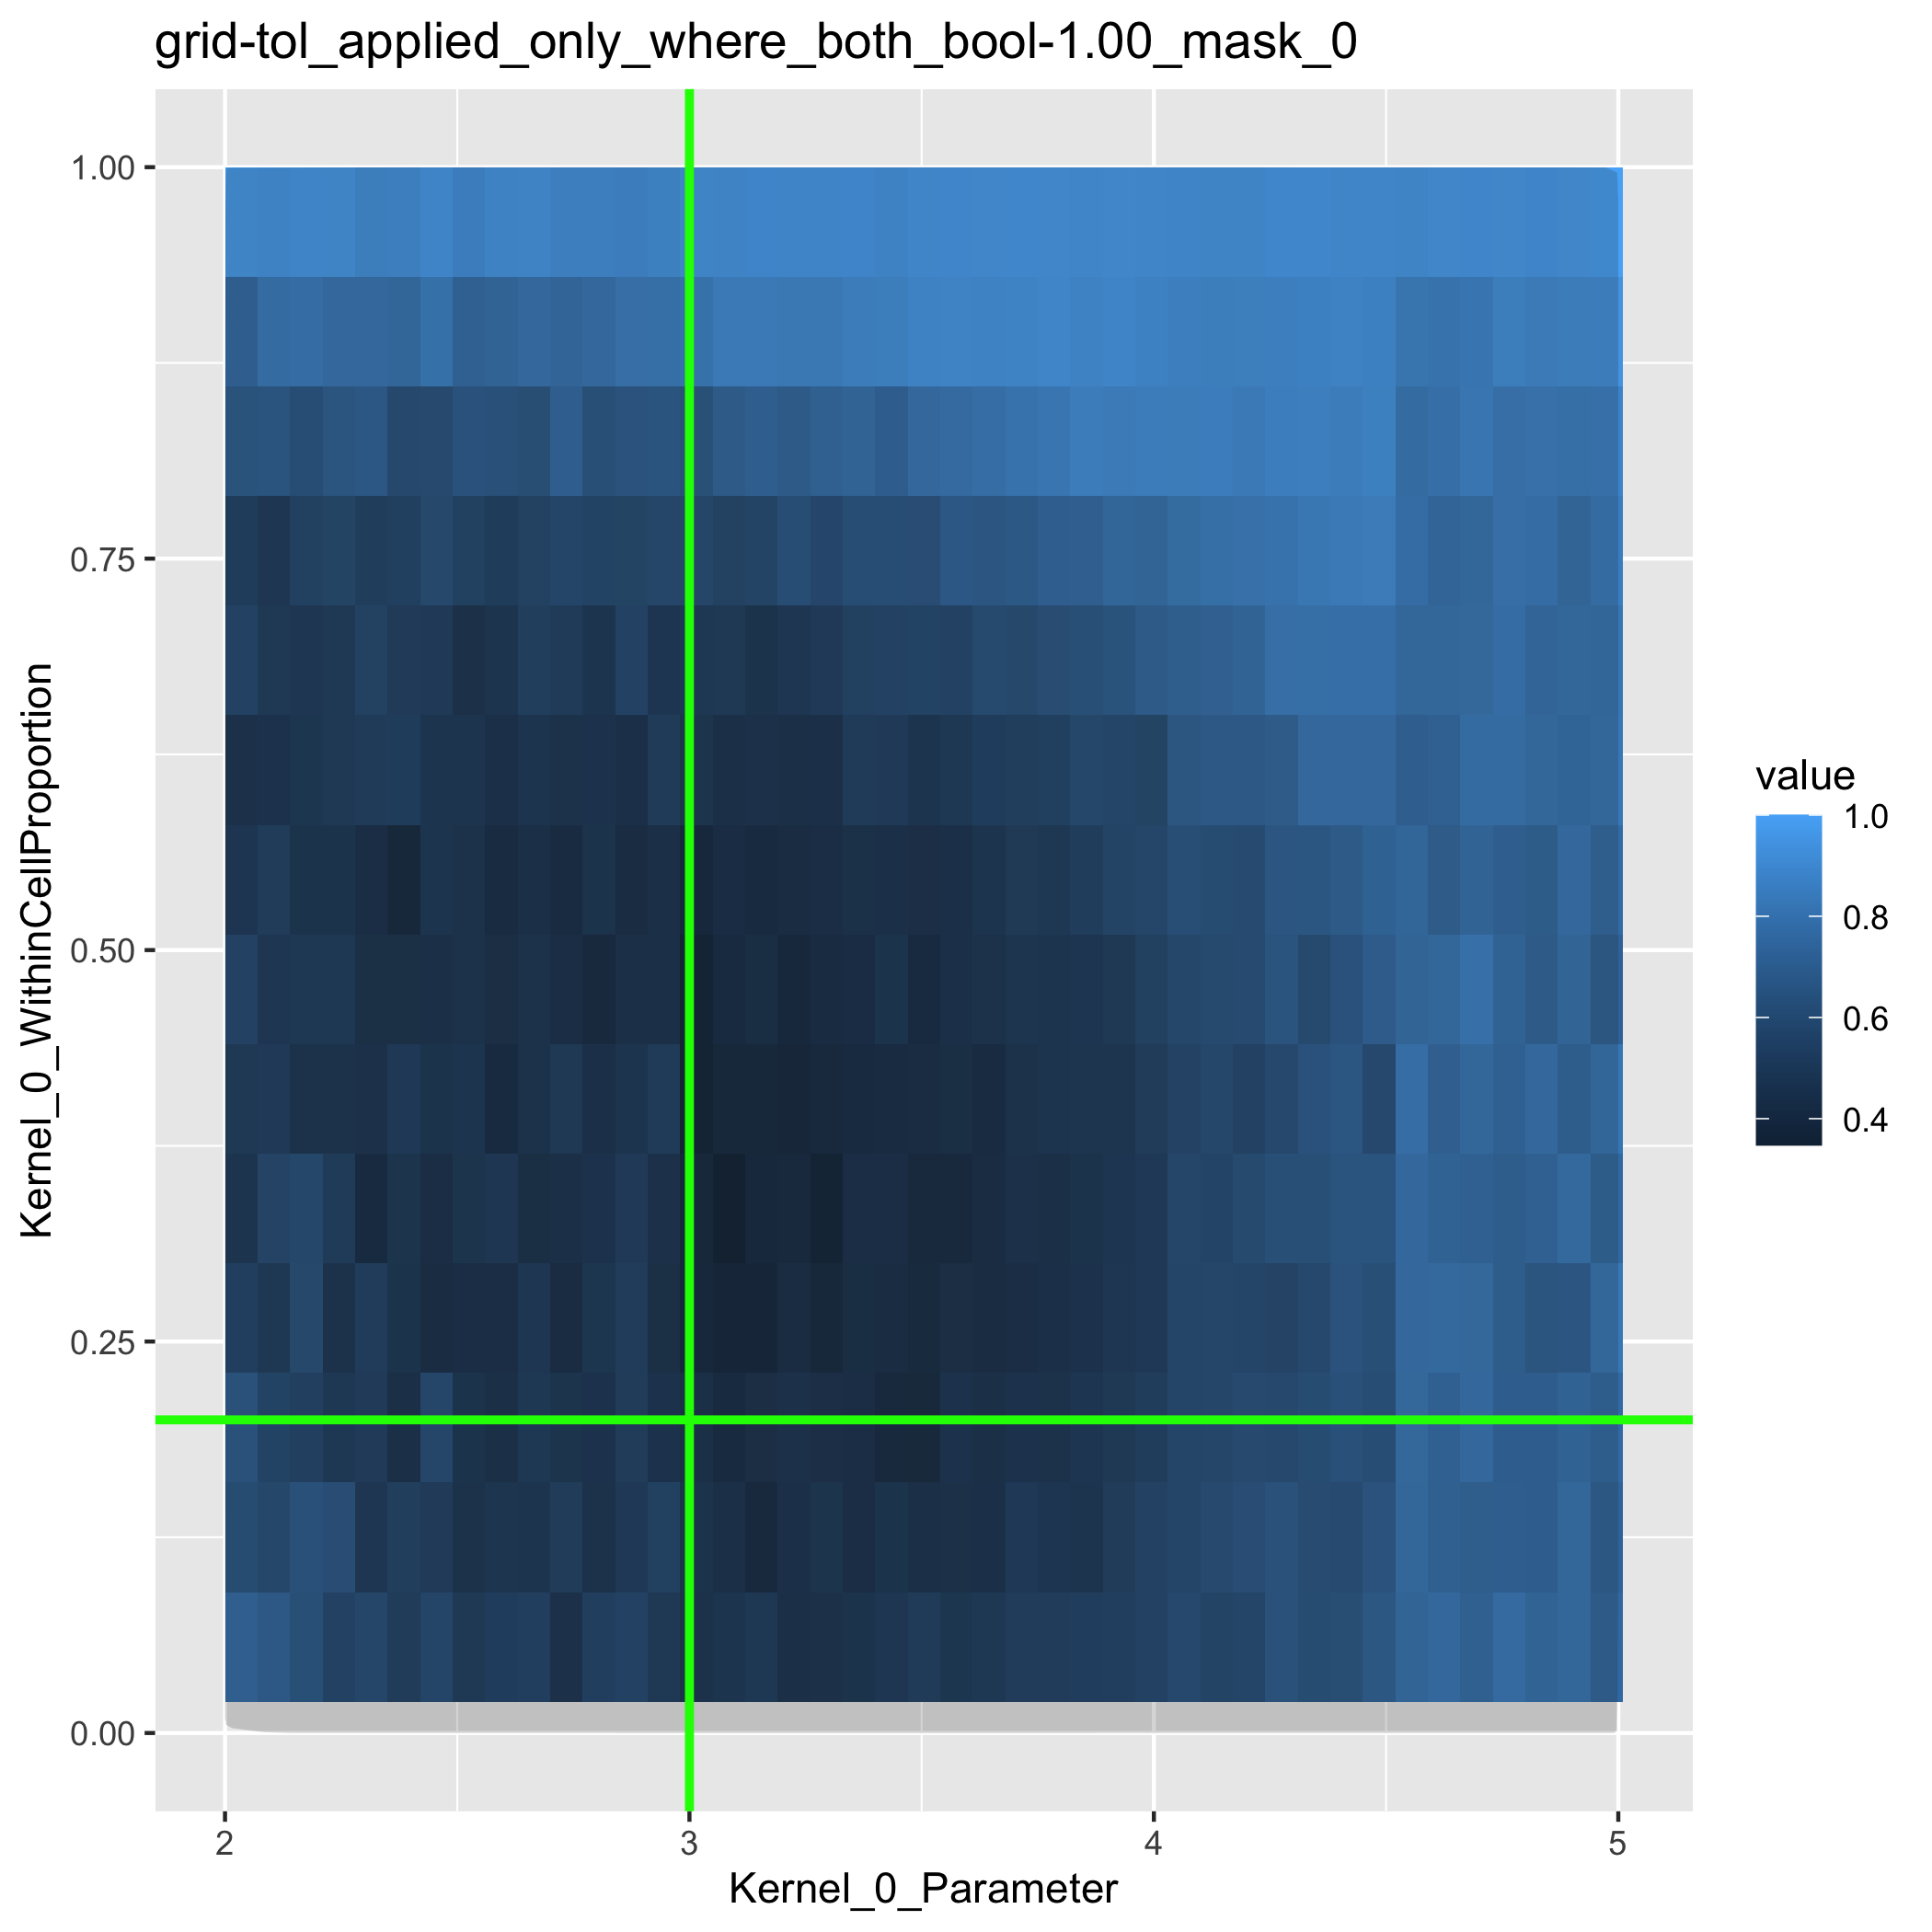 grid-tol_applied_only_where_both_bool-1.00_mask_0
Kernel_0_WithinCellProportion
1.00
0.75
0.50
0.25
0.00
2 3 4 5
Kernel_0_Parameter
value
1.0
0.8
0.6
0.4